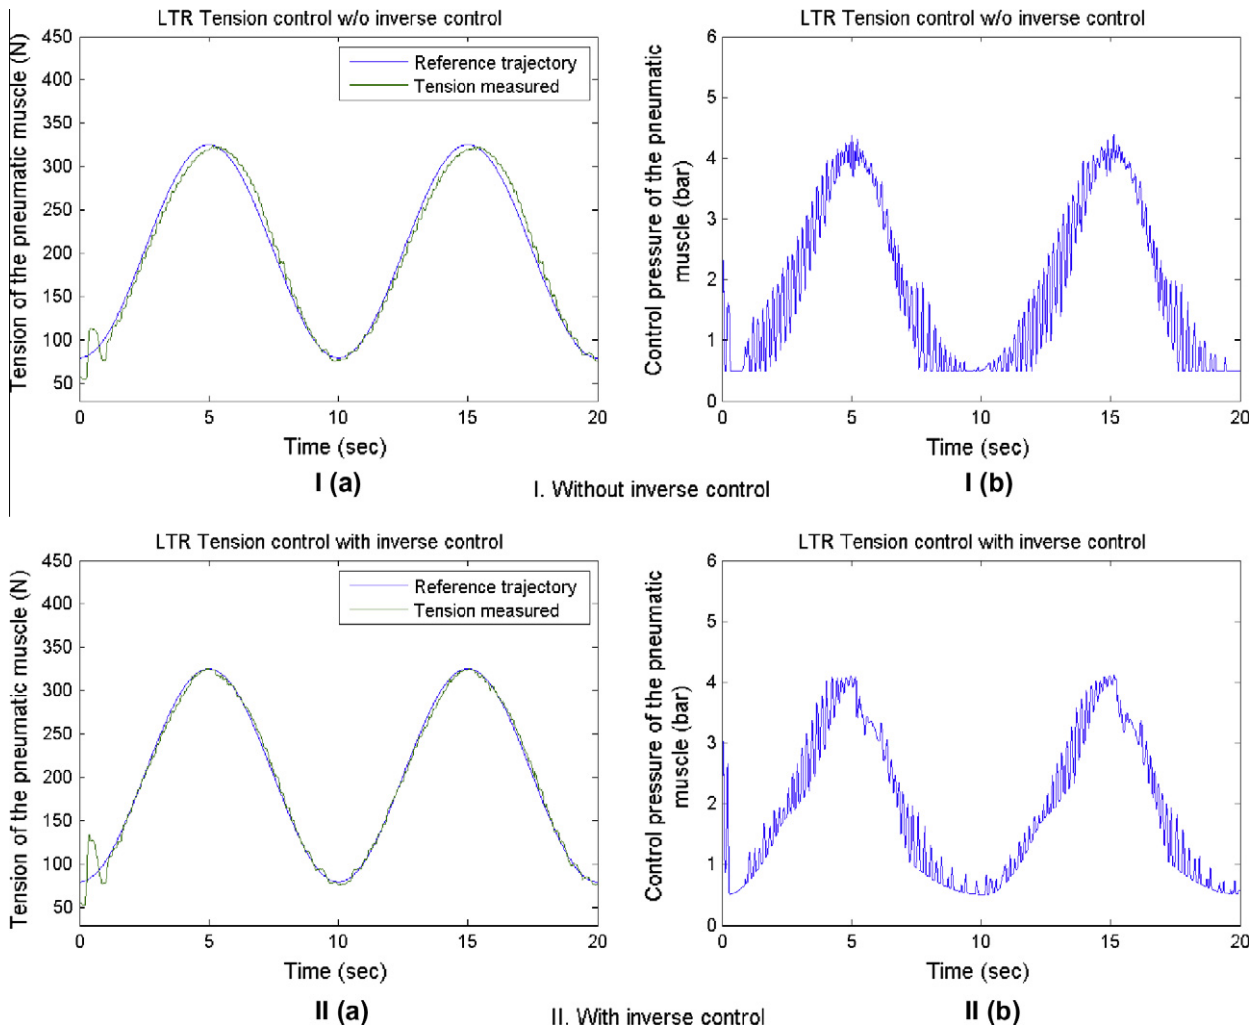 LTR Tension control w/o inverse control
Tension of the pneumatic muscle (N)
450
400
350
300
250
200
150
100
50
Reference trajectory
Tension measured
0
5
10
15
20
Time (sec)
I (a)
LTR Tension control w/o inverse control
Control pressure of the pneumatic
muscle (bar)
6
5
4
3
2
1
0
0
5
10
15
20
Time (sec)
I (b)
I. Without inverse control
LTR Tension control with inverse control
Tension of the pneumatic muscle (N)
450
400
350
300
250
200
150
100
50
Reference trajectory
Tension measured
0
5
10
15
20
Time (sec)
II (a)
LTR Tension control with inverse control
Control pressure of the pneumatic
muscle (bar)
6
5
4
3
2
1
0
0
5
10
15
20
Time (sec)
II (b)
II. With inverse control